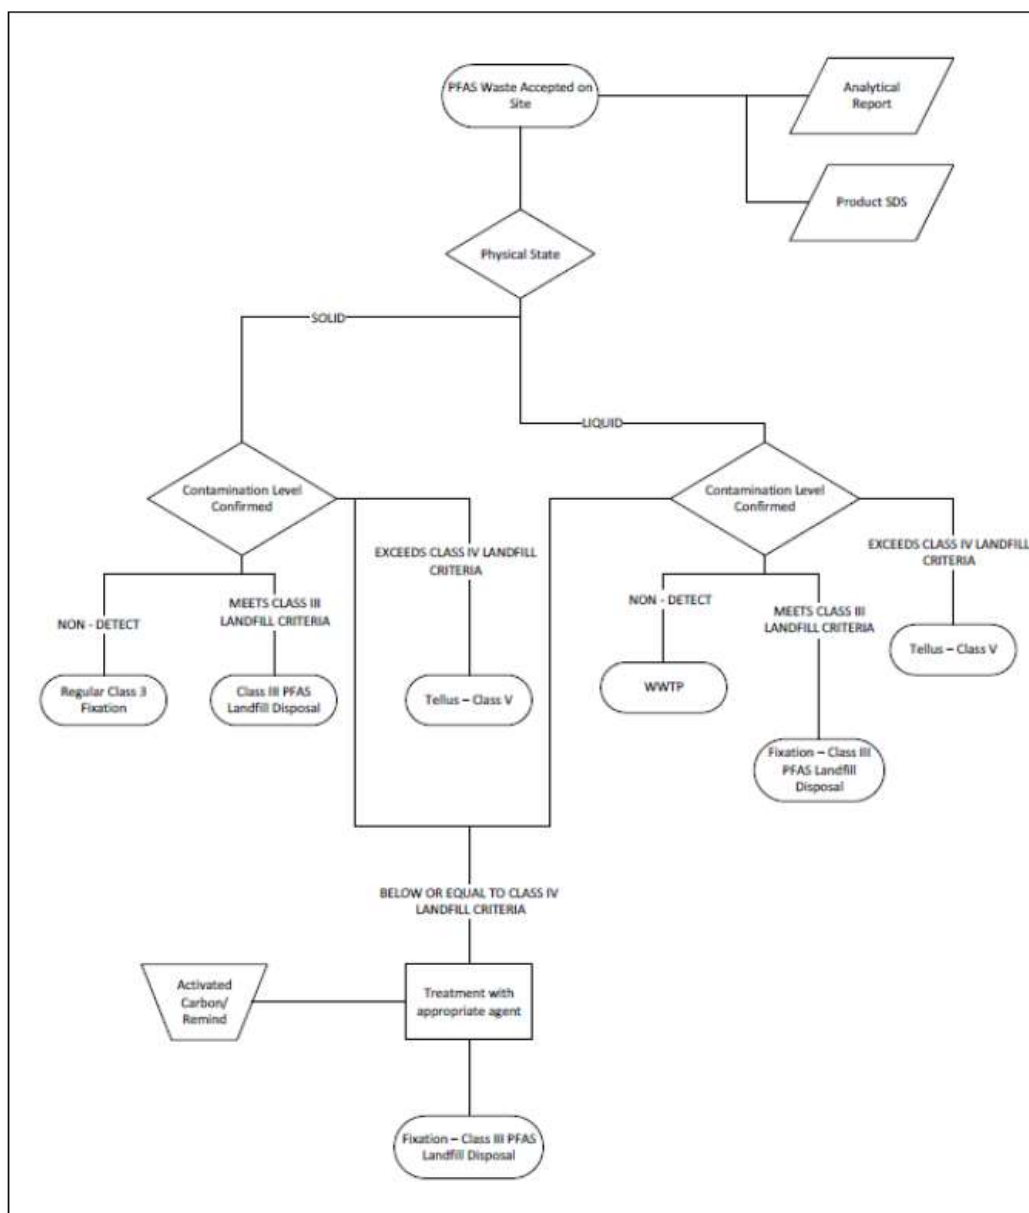 PFAS Waste Accepted on
Site
Analytical
Report
Product SDS
Physical State
SOLID
LIQUID
Contamination Level
Confirmed
Contamination Level
Confirmed
EXCEEDS CLASS IV LANDFILL
CRITERIA
EXCEEDS CLASS IV LANDFILL
CRITERIA
NON - DETECT
MEETS CLASS III
LANDFILL CRITERIA
NON - DETECT
MEETS CLASS III
LANDFILL CRITERIA
Regular Class 3
Fixation
Class III PFAS
Landfill Disposal
Tellus – Class V
WWTP
Tellus – Class V
Fixation – Class III
PFAS Landfill
Disposal
BELOW OR EQUAL TO CLASS IV
LANDFILL CRITERIA
Activated
Carbon/
Remind
Treatment with
appropriate agent
Fixation – Class III PFAS
Landfill Disposal